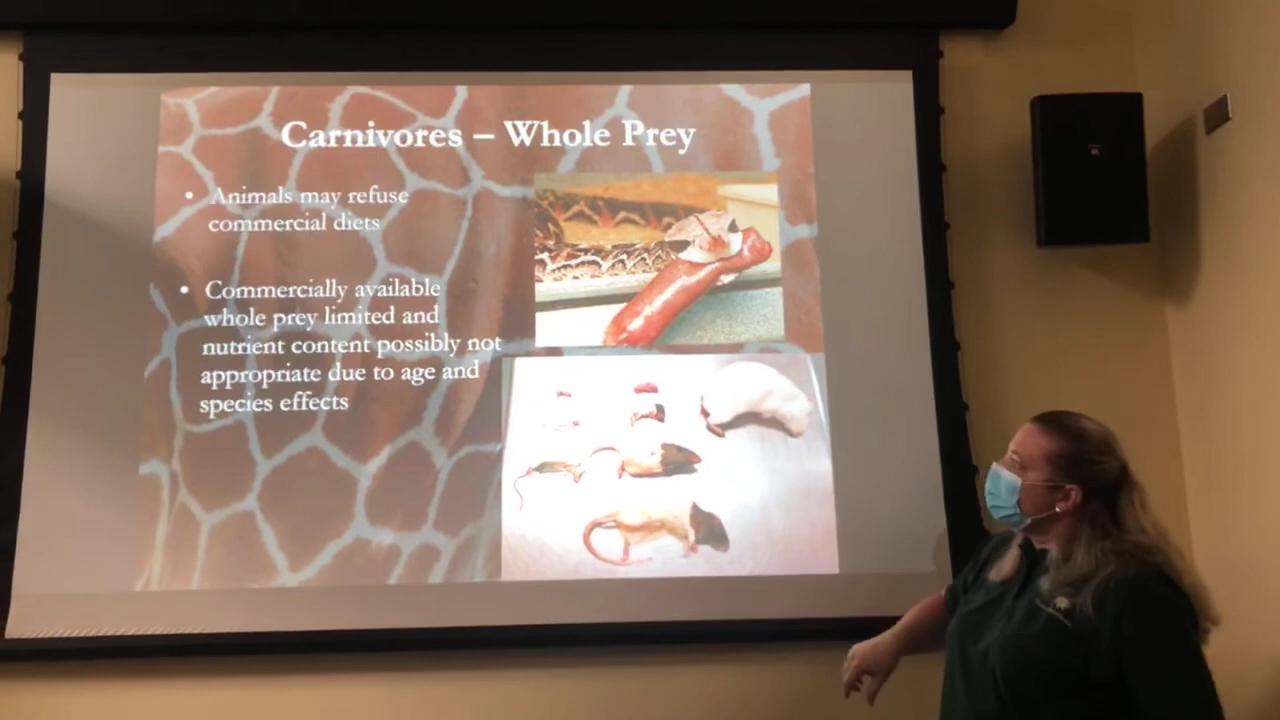 Carnivores – Whole Prey
• Animals may refuse
commercial diets
• Commercially available
whole prey limited and
nutrient content possibly not
appropriate due to age and
species effects